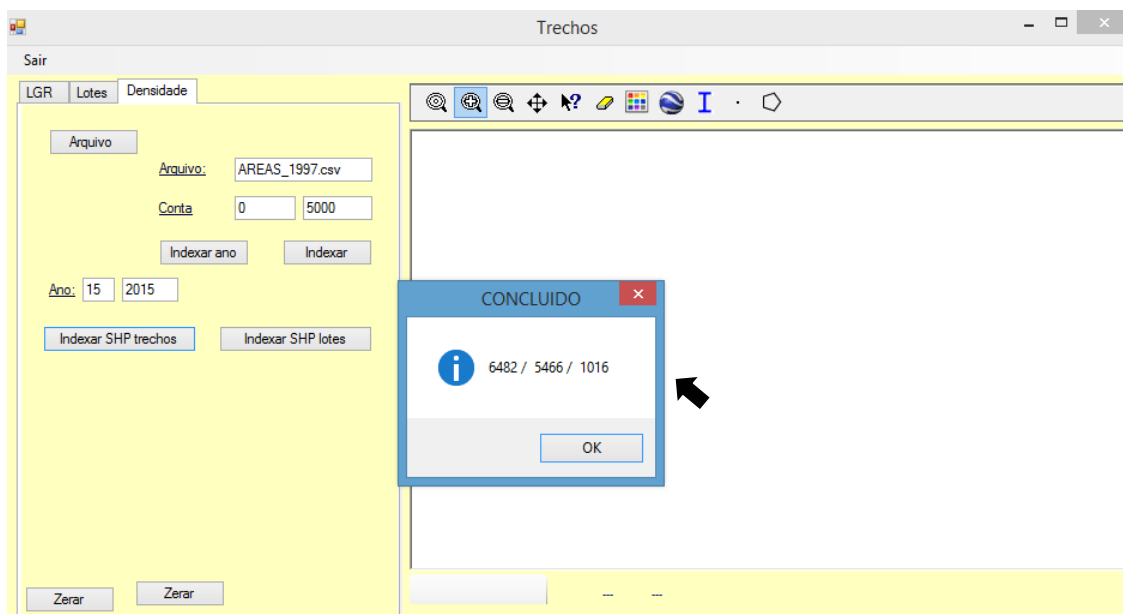 Trechos
Sair
LGR Lotes Densidade
Arquivo
Arquivo: AREAS_1997.csv
Conta 0 5000
Indexar ano Indexar
Ano: 15 2015
Indexar SHP trechos Indexar SHP lotes
CONCLUIDO
6482 / 5466 / 1016
OK
Zerar Zerar
--- ---